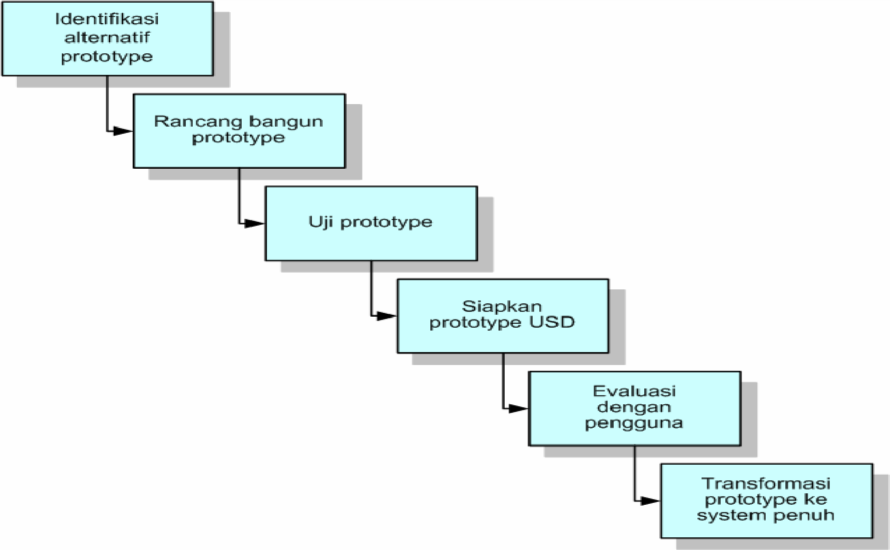 Identifikasi
alternatif
prototype
Rancang bangun
prototype
Uji prototype
Siapkan
prototype USD
Evaluasi
dengan
pengguna
Transformasi
prototype ke
system penuh